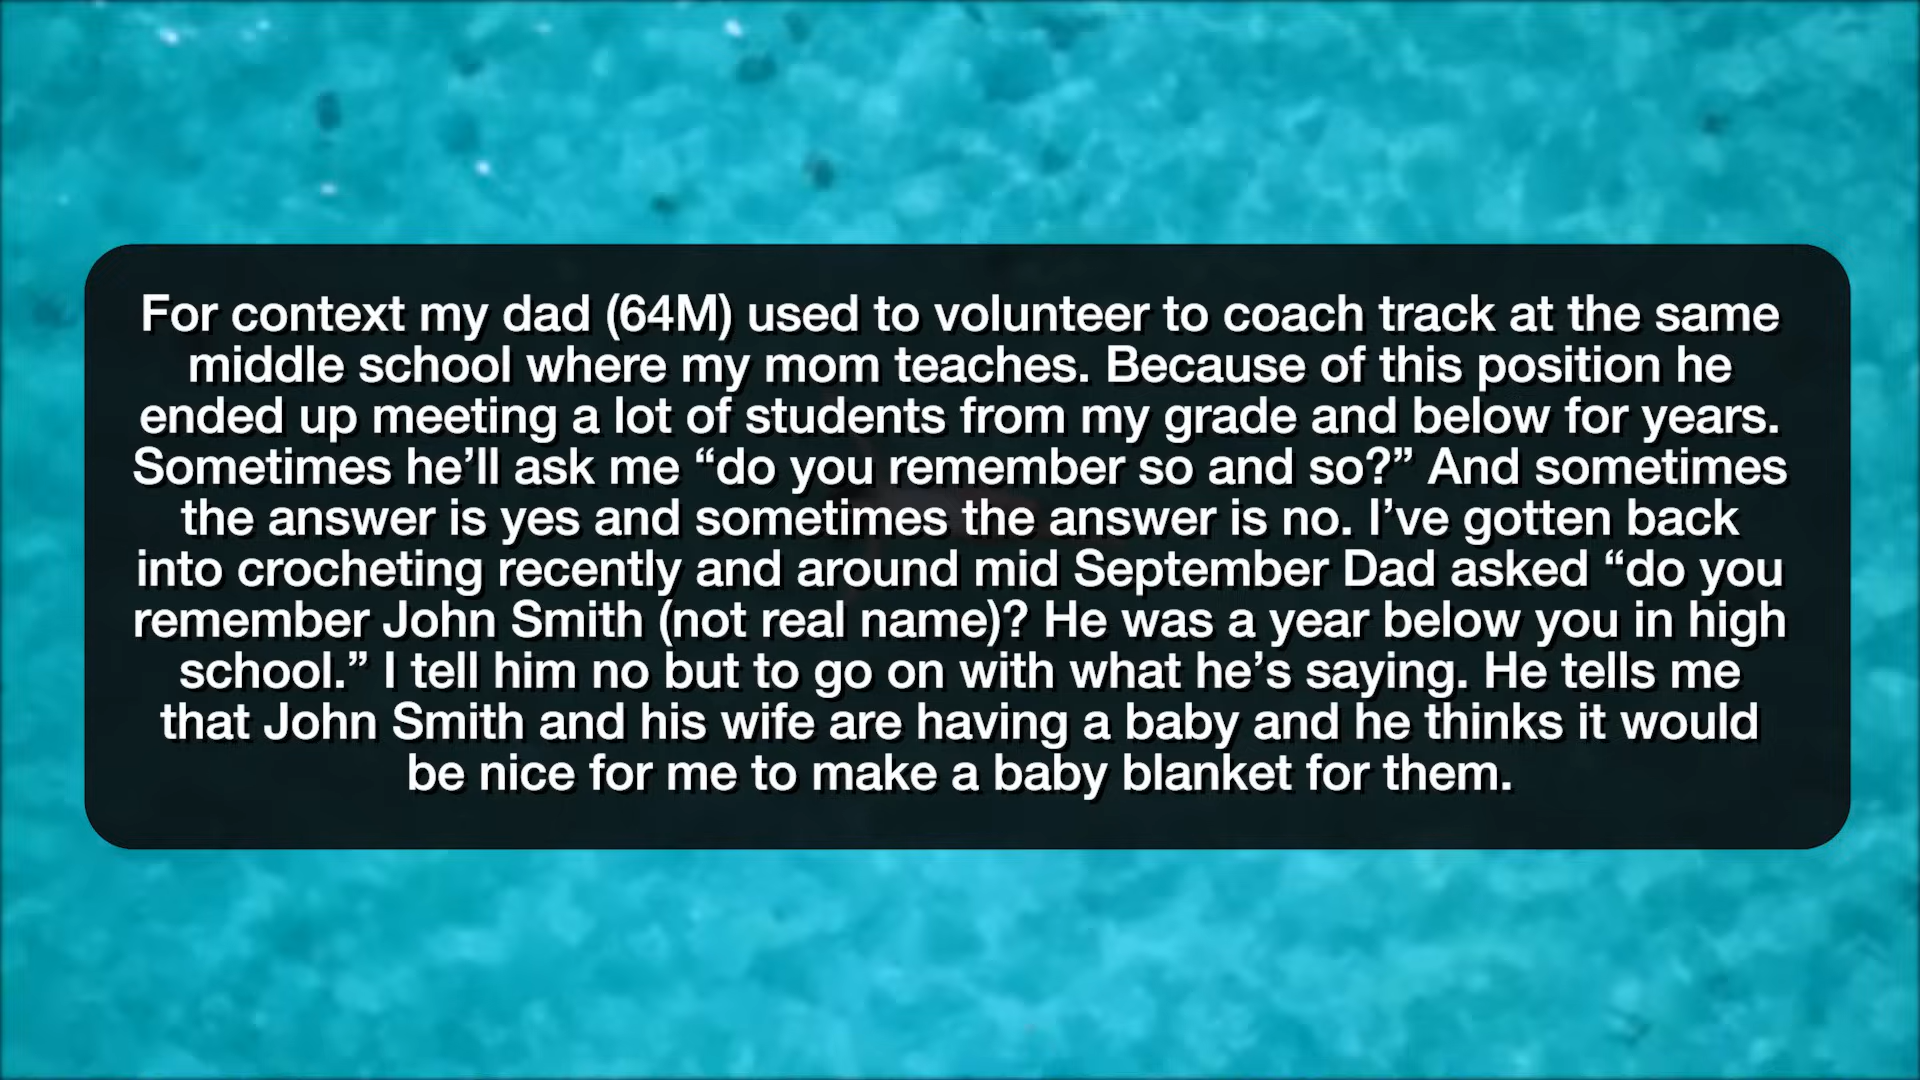 For context my dad (64M) used to volunteer to coach track at the same
middle school where my mom teaches. Because of this position he
ended up meeting a lot of students from my grade and below for years.
Sometimes he’ll ask me “do you remember so and so?” And sometimes
the answer is yes and sometimes the answer is no. I’ve gotten back
into crocheting recently and around mid September Dad asked “do you
remember John Smith (not real name)? He was a year below you in high
school.” I tell him no but to go on with what he’s saying. He tells me
that John Smith and his wife are having a baby and he thinks it would
be nice for me to make a baby blanket for them.